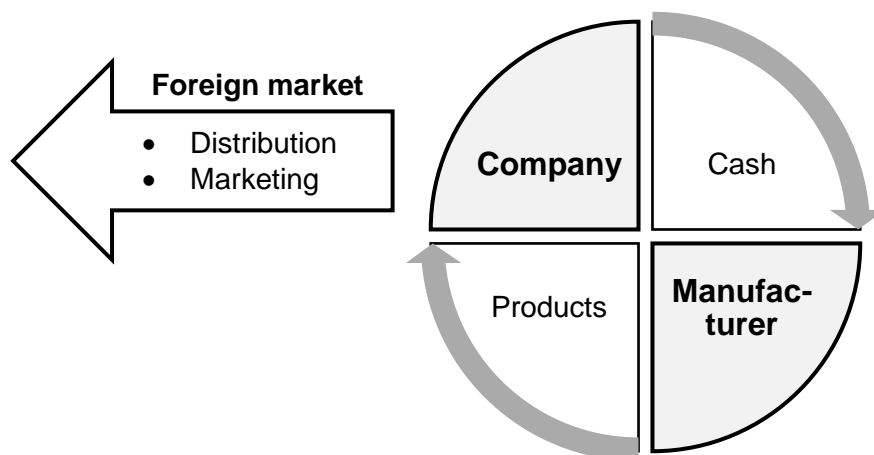 Foreign market
• Distribution
• Marketing
Company
Cash
Products
Manufac-
turer